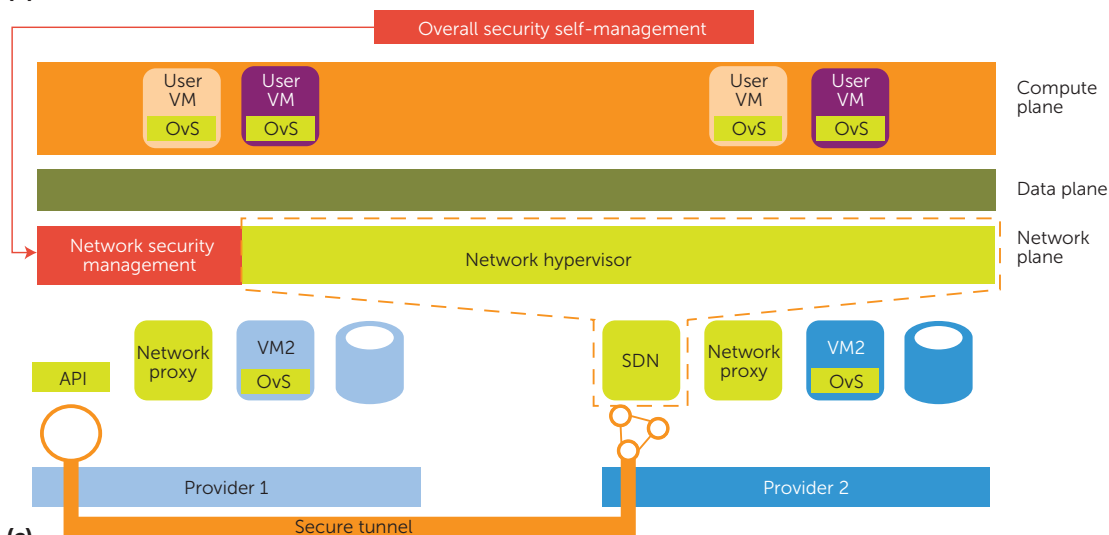 Overall security self-management
User
VM
OvS
User
VM
OvS
User
VM
OvS
User
VM
OvS
Compute
plane
Data plane
Network security
management
Network hypervisor
Network
plane
API
Network
proxy
VM2
OvS
SDN
Network
proxy
VM2
OvS
Provider 1
Provider 2
Secure tunnel